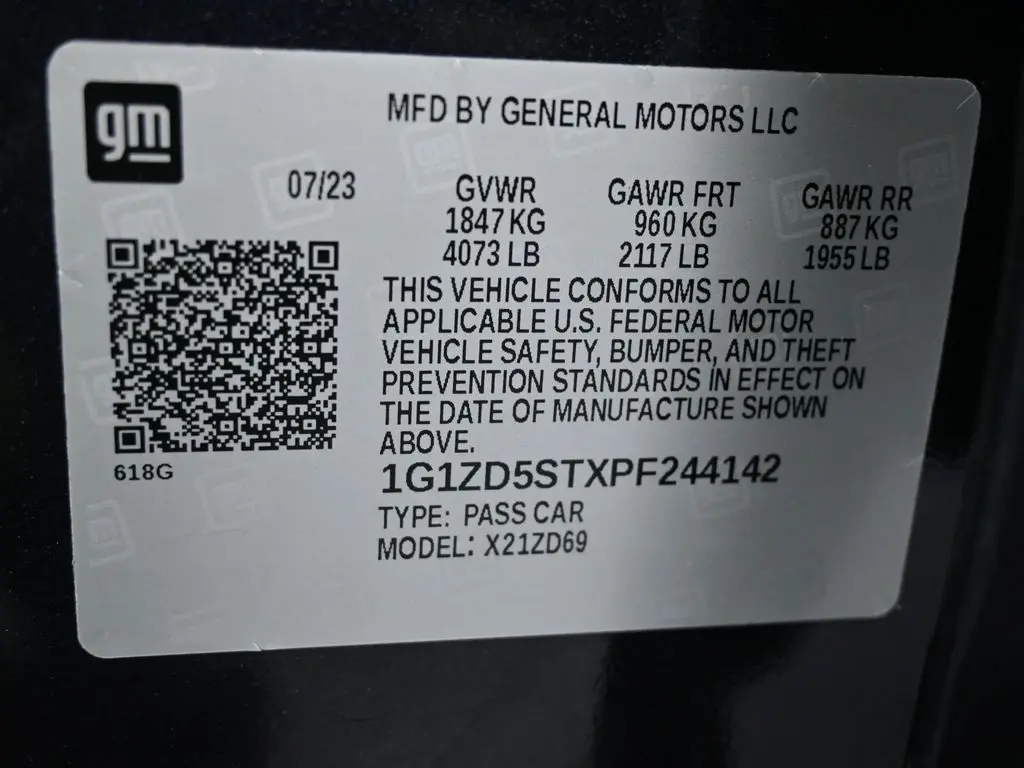 gm
MFD BY GENERAL MOTORS LLC
07/23 GVWR GAWR FRT GAWR RR
1847 KG 960 KG 887 KG
4073 LB 2117 LB 1955 LB
THIS VEHICLE CONFORMS TO ALL
APPLICABLE U.S. FEDERAL MOTOR
VEHICLE SAFETY, BUMPER, AND THEFT
PREVENTION STANDARDS IN EFFECT ON
THE DATE OF MANUFACTURE SHOWN
ABOVE.
618G
1G1ZD5STXPF244142
TYPE: PASS CAR
MODEL: X21ZD69